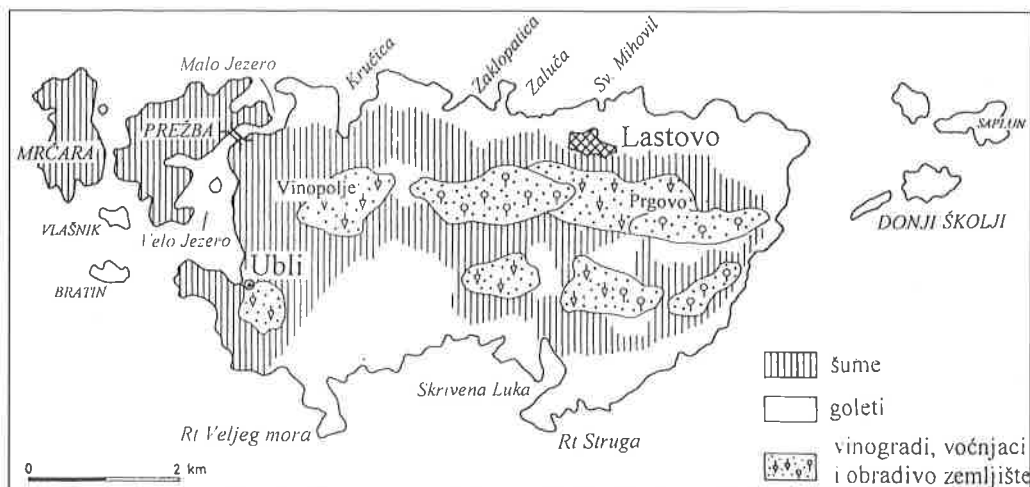 Malo Jezero
Kručica
Zaklopatica
Zaluča
Sv. Mihovil
PREŽBA
MRČARA
Lastovo
SAPLUN
Vinopolje
Prgovo
VLAŠNIK
Velo Jezero
DONJI ŠKOLJI
Ubli
BRATIN
Skrivena Luka
Rt Veljeg mora
Rt Struga
šume
goleti
vinogradi, voćnjaci
i obradivo zemljište
0 2 km